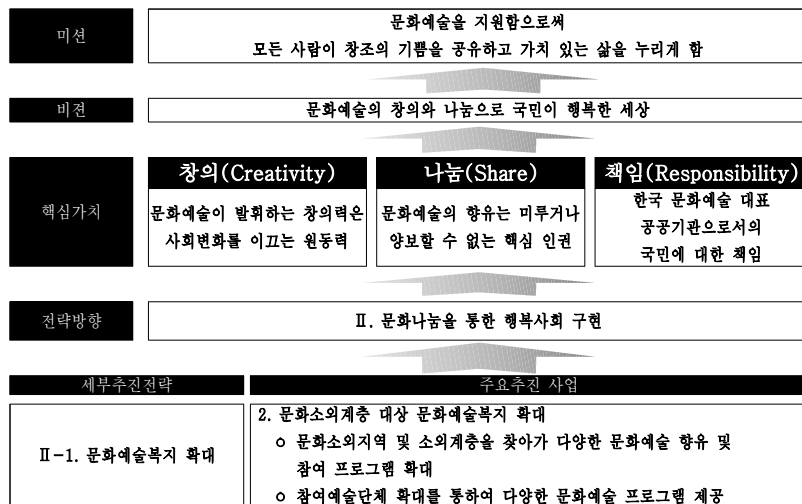 미션
문화예술을 지원함으로써
모든 사람이 창조의 기쁨을 공유하고 가치 있는 삶을 누리게 함
비젼
문화예술의 창의와 나눔으로 국민이 행복한 세상
핵심가치
창의(Creativity)
문화예술이 발휘하는 창의력은
사회변화를 이끄는 원동력
나눔(Share)
문화예술의 향유는 미루거나
양보할 수 없는 핵심 인권
책임(Responsibility)
한국 문화예술 대표
공공기관으로서의
국민에 대한 책임
전략방향
Ⅱ. 문화나눔을 통한 행복사회 구현
세부추진전략
주요추진 사업
Ⅱ-1. 문화예술복지 확대
2. 문화소외계층 대상 문화예술복지 확대
ㅇ 문화소외지역 및 소외계층을 찾아가 다양한 문화예술 향유 및
참여 프로그램 확대
ㅇ 참여예술단체 확대를 통하여 다양한 문화예술 프로그램 제공